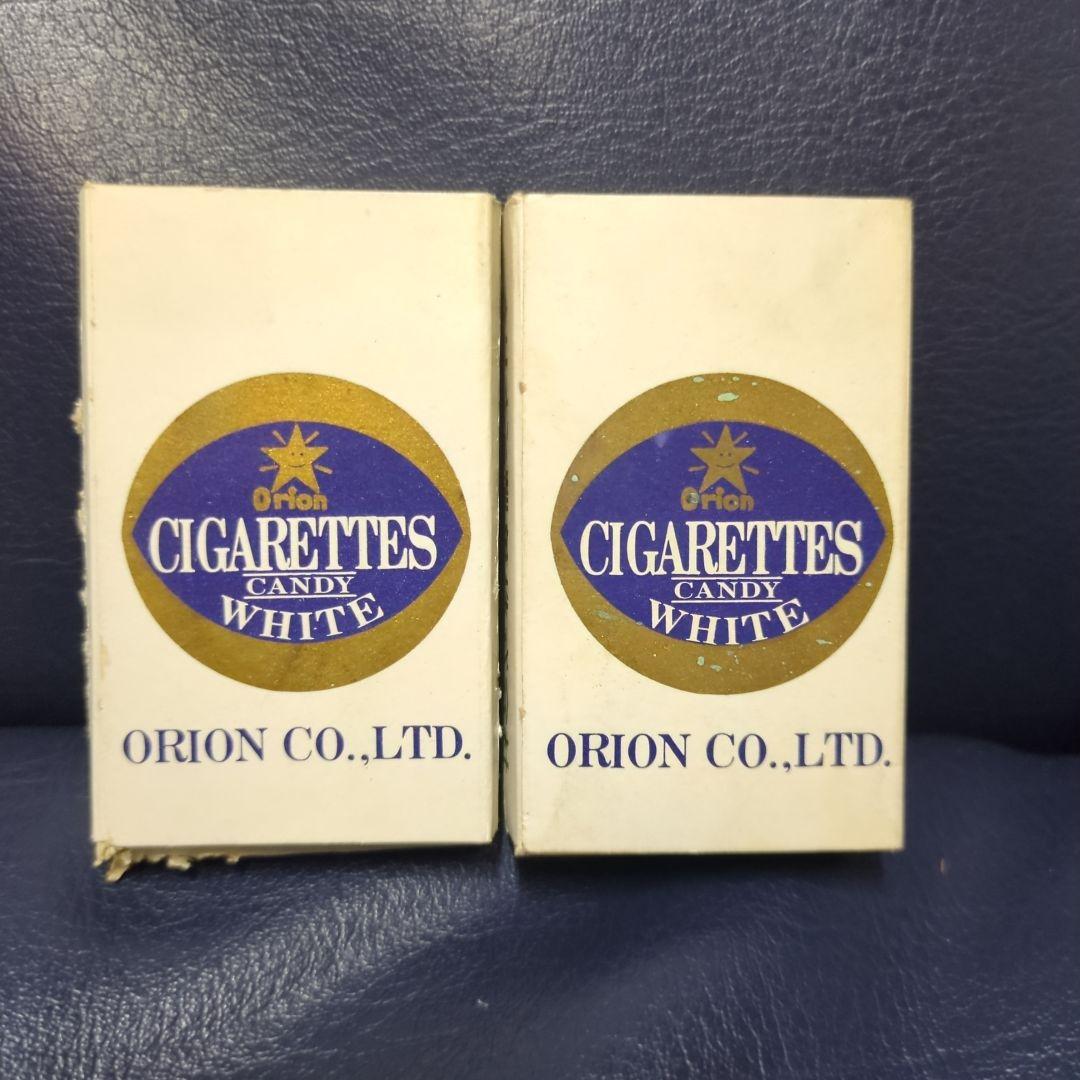 Orion
CIGARETTES
CANDY
WHITE
ORION CO.,LTD.
Orion
CIGARETTES
CANDY
WHITE
ORION CO.,LTD.